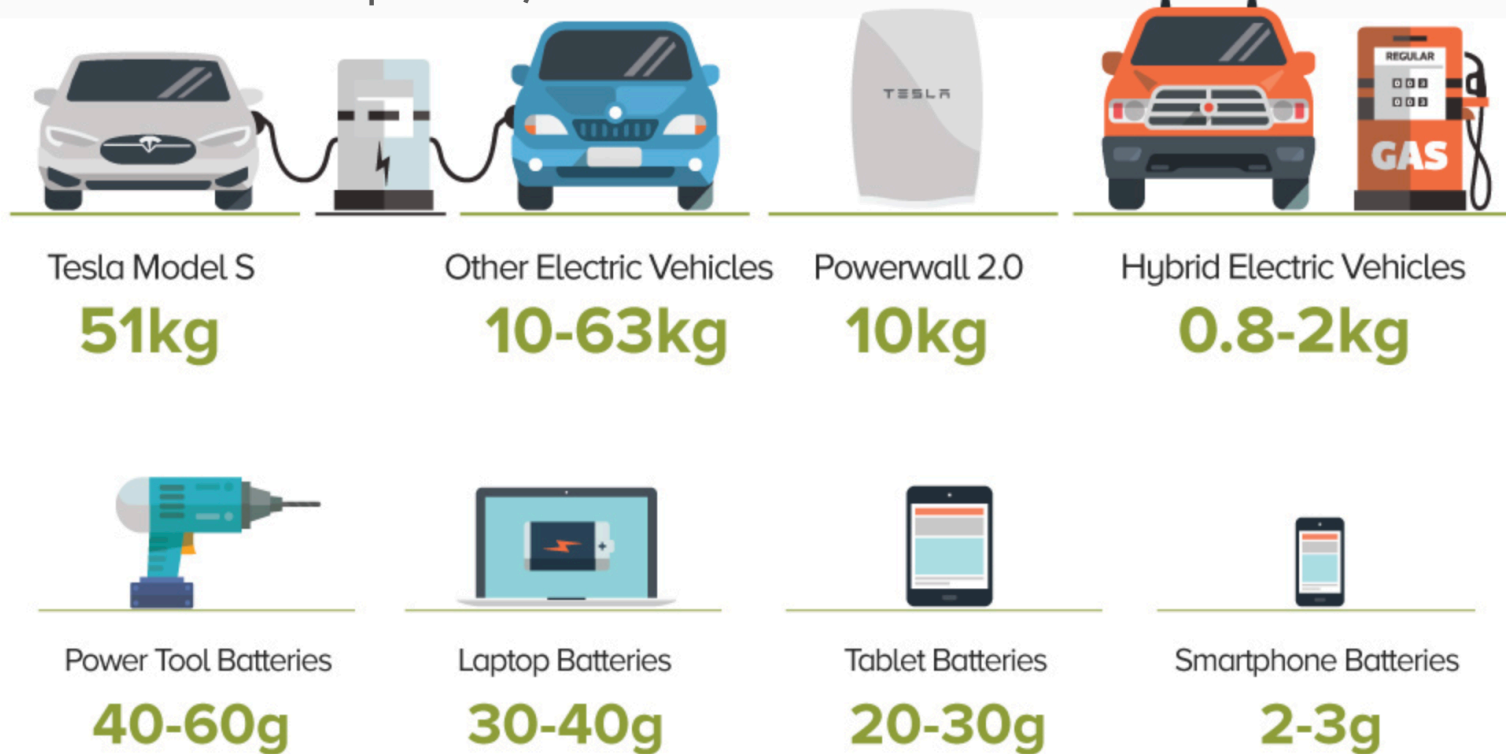 TESLA
REGULAR
003
003
GAS
Tesla Model S
Other Electric Vehicles
Powerwall 2.0
Hybrid Electric Vehicles
51kg
10-63kg
10kg
0.8-2kg
Power Tool Batteries
Laptop Batteries
Tablet Batteries
Smartphone Batteries
40-60g
30-40g
20-30g
2-3g